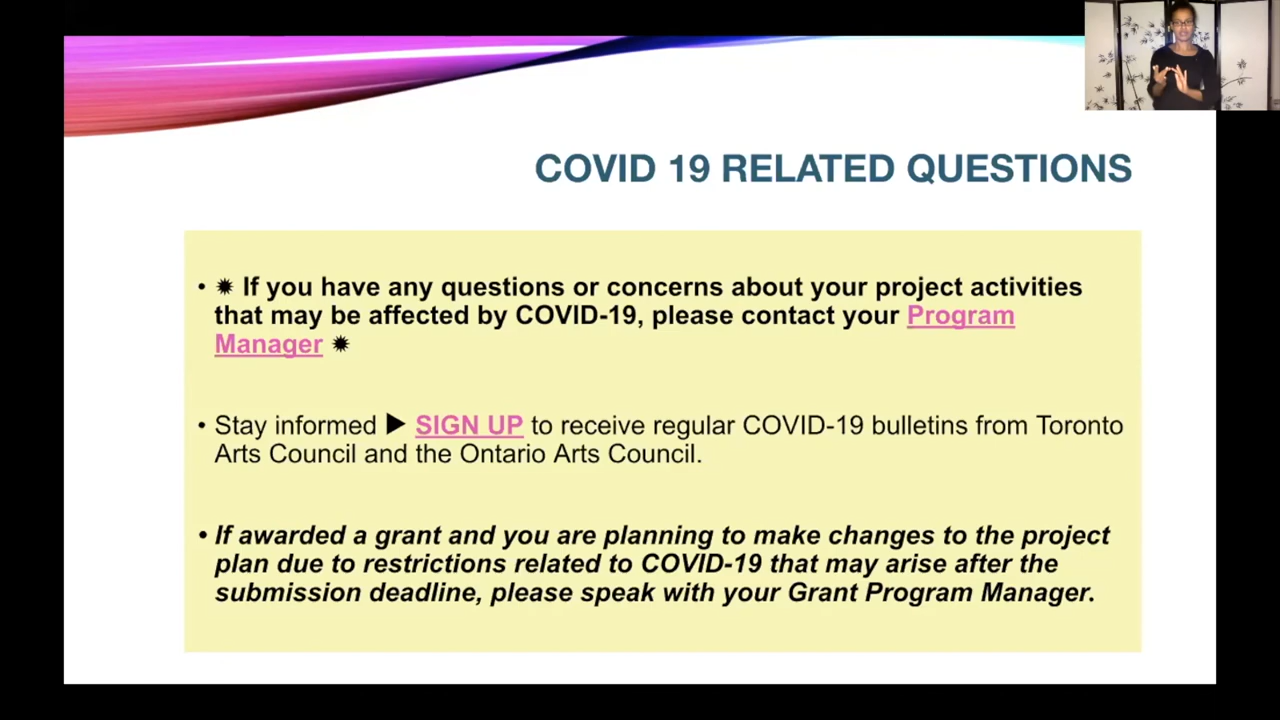 COVID 19 RELATED QUESTIONS
• ✹ If you have any questions or concerns about your project activities
that may be affected by COVID-19, please contact your Program
Manager ✹
• Stay informed ► SIGN UP to receive regular COVID-19 bulletins from Toronto
Arts Council and the Ontario Arts Council.
• If awarded a grant and you are planning to make changes to the project
plan due to restrictions related to COVID-19 that may arise after the
submission deadline, please speak with your Grant Program Manager.